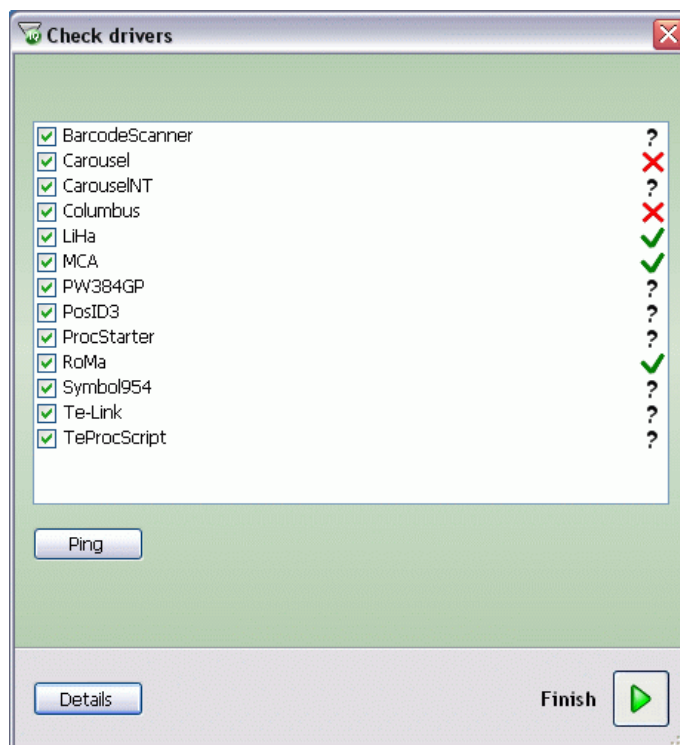 Check drivers
BarcodeScanner ?
Carousel
CarouselNT ?
Columbus
LiHa
MCA
PW384GP ?
PosID3 ?
ProcStarter ?
RoMa
Symbol954 ?
Te-Link ?
TeProcScript ?
Ping
Details
Finish